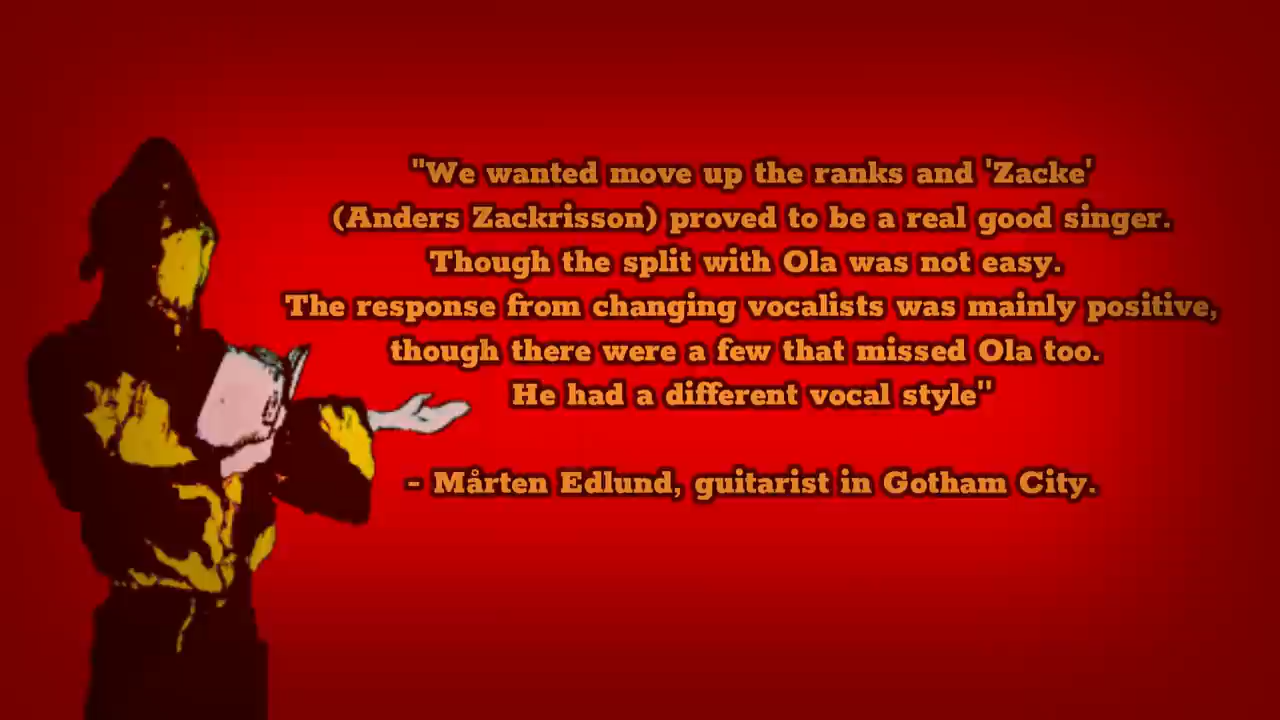 "We wanted move up the ranks and 'Zacke'
(Anders Zackrisson) proved to be a real good singer.
Though the split with Ola was not easy.
The response from changing vocalists was mainly positive,
though there were a few that missed Ola too.
He had a different vocal style"
- Mårten Edlund, guitarist in Gotham City.